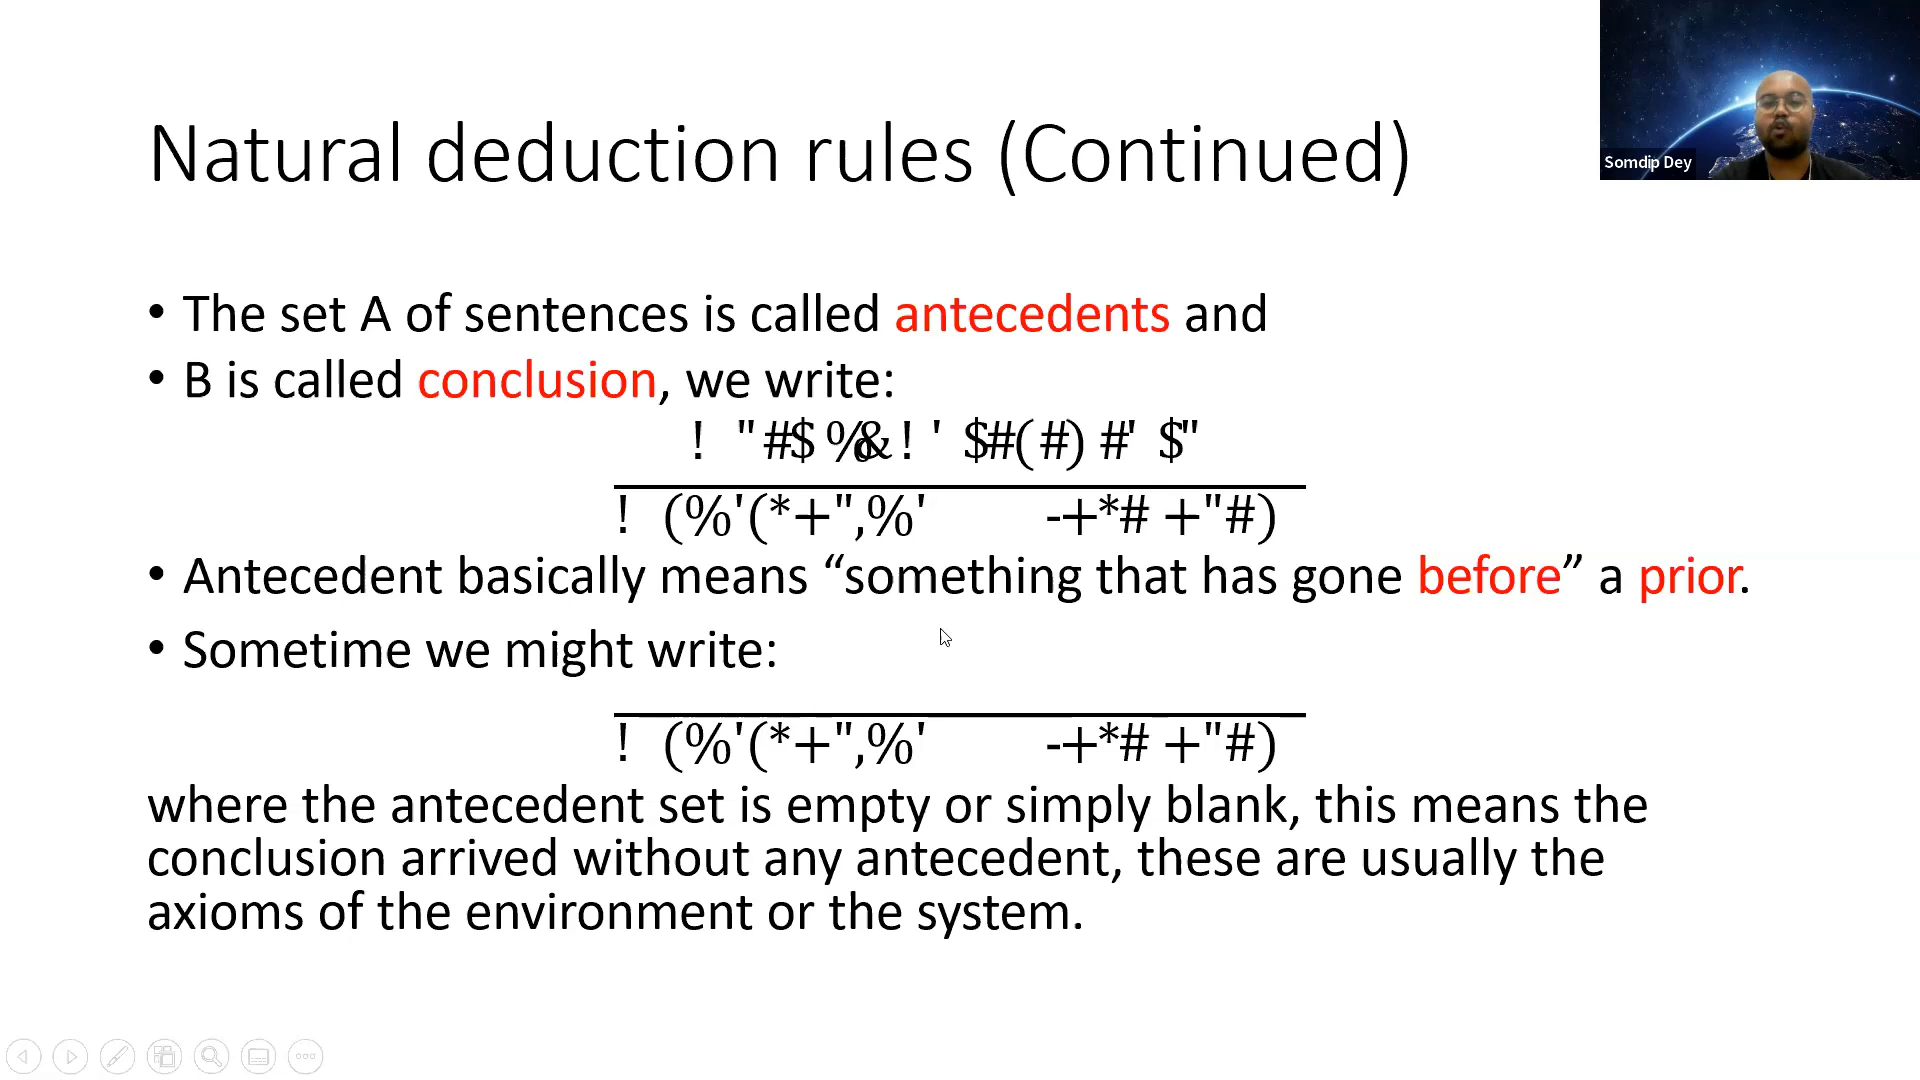 Natural deduction rules (Continued)
Somdip Dey
• The set A of sentences is called antecedents and
• B is called conclusion, we write:
! "#$ %&! ' $#(#) #' $"
! (%'(*+",%' -+*# +"#)
• Antecedent basically means “something that has gone before” a prior.
• Sometime we might write:
! (%'(*+",%' -+*# +"#)
where the antecedent set is empty or simply blank, this means the
conclusion arrived without any antecedent, these are usually the
axioms of the environment or the system.